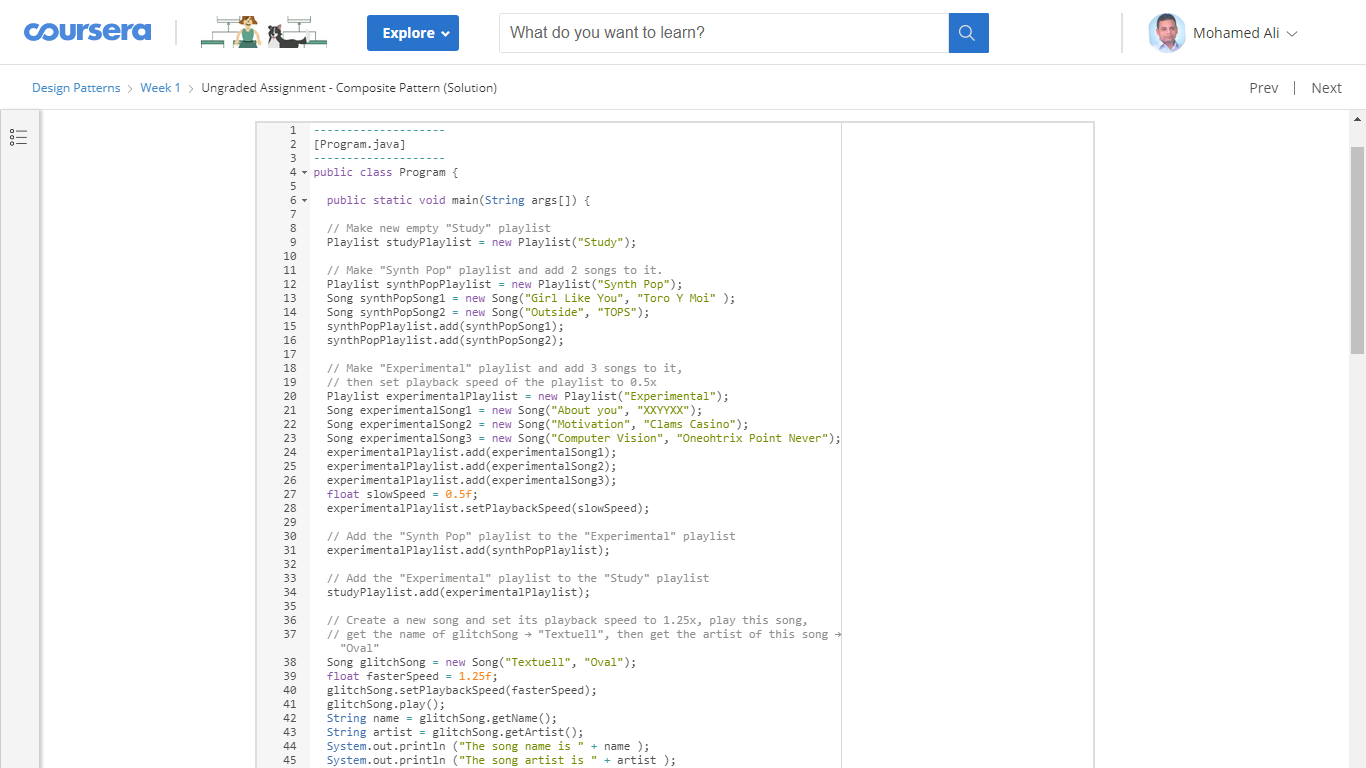 coursera
Explore
What do you want to learn?
Mohamed Ali
Design Patterns > Week 1 > Ungraded Assignment - Composite Pattern (Solution)
Prev | Next
1 --------------------
2 [Program.java]
3 --------------------
4 public class Program {
5
6 public static void main(String args[]) {
7
8 // Make new empty "Study" playlist
9 Playlist studyPlaylist = new Playlist("Study");
10
11 // Make "Synth Pop" playlist and add 2 songs to it.
12 Playlist synthPopPlaylist = new Playlist("Synth Pop");
13 Song synthPopSong1 = new Song("Girl Like You", "Toro Y Moi" );
14 Song synthPopSong2 = new Song("Outside", "TOPS");
15 synthPopPlaylist.add(synthPopSong1);
16 synthPopPlaylist.add(synthPopSong2);
17
18 // Make "Experimental" playlist and add 3 songs to it,
19 // then set playback speed of the playlist to 0.5x
20 Playlist experimentalPlaylist = new Playlist("Experimental");
21 Song experimentalSong1 = new Song("About you", "XXYYXX");
22 Song experimentalSong2 = new Song("Motivation", "Clams Casino");
23 Song experimentalSong3 = new Song("Computer Vision", "Oneohtrix Point Never");
24 experimentalPlaylist.add(experimentalSong1);
25 experimentalPlaylist.add(experimentalSong2);
26 experimentalPlaylist.add(experimentalSong3);
27 float slowSpeed = 0.5f;
28 experimentalPlaylist.setPlaybackSpeed(slowSpeed);
29
30 // Add the "Synth Pop" playlist to the "Experimental" playlist
31 experimentalPlaylist.add(synthPopPlaylist);
32
33 // Add the "Experimental" playlist to the "Study" playlist
34 studyPlaylist.add(experimentalPlaylist);
35
36 // Create a new song and set its playback speed to 1.25x, play this song,
37 // get the name of glitchSong → "Textuell", then get the artist of this song →
"Oval"
38 Song glitchSong = new Song("Textuell", "Oval");
39 float fasterSpeed = 1.25f;
40 glitchSong.setPlaybackSpeed(fasterSpeed);
41 glitchSong.play();
42 String name = glitchSong.getName();
43 String artist = glitchSong.getArtist();
44 System.out.println ("The song name is " + name );
45 System.out.println ("The song artist is " + artist );